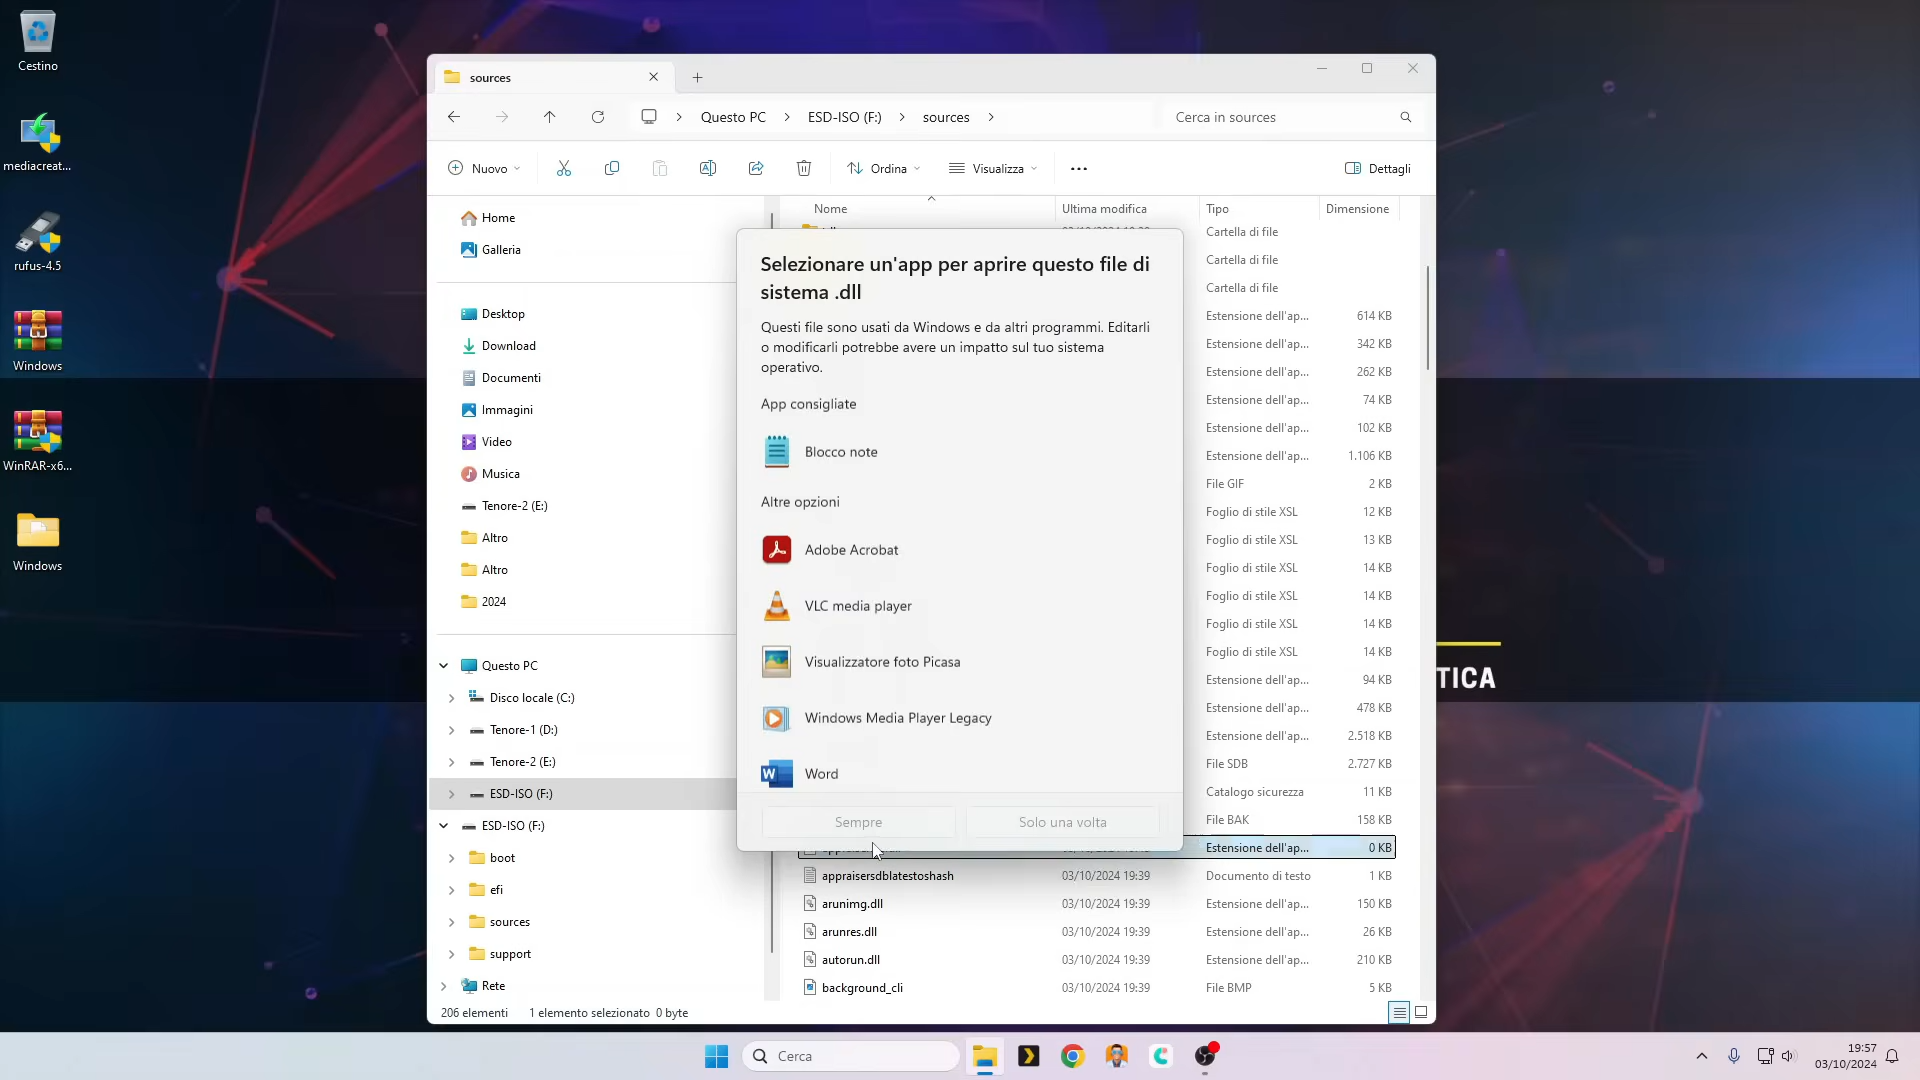 Cestino
mediacreat...
rufus-4.5
Windows
WinRAR-x6...
Windows
sources
Questo PC
ESD-ISO (F:)
sources
Cerca in sources
Nuovo
Ordina
Visualizza
Dettagli
Home
Galleria
Desktop
Download
Documenti
Immagini
Video
Musica
Tenore-2 (E:)
Altro
Altro
2024
Questo PC
Disco locale (C:)
Tenore-1 (D:)
Tenore-2 (E:)
ESD-ISO (F:)
ESD-ISO (F:)
boot
efi
sources
support
Rete
Nome Ultima modifica Tipo Dimensione
Cartella di file
Cartella di file
Cartella di file
Estensione dell'ap... 614 KB
Estensione dell'ap... 342 KB
Estensione dell'ap... 262 KB
Estensione dell'ap... 74 KB
Estensione dell'ap... 102 KB
Estensione dell'ap... 1.106 KB
File GIF 2 KB
Foglio di stile XSL 12 KB
Foglio di stile XSL 13 KB
Foglio di stile XSL 14 KB
Foglio di stile XSL 14 KB
Foglio di stile XSL 14 KB
Foglio di stile XSL 14 KB
Estensione dell'ap... 94 KB
Estensione dell'ap... 478 KB
Estensione dell'ap... 2.518 KB
File SDB 2.727 KB
Catalogo sicurezza 11 KB
File BAK 158 KB
Estensione dell'ap... 0 KB
appraisersdblatestoshash 03/10/2024 19:39 Documento di testo 1 KB
arunimg.dll 03/10/2024 19:39 Estensione dell'ap... 150 KB
arunres.dll 03/10/2024 19:39 Estensione dell'ap... 26 KB
autorun.dll 03/10/2024 19:39 Estensione dell'ap... 210 KB
background_cli 03/10/2024 19:39 File BMP 5 KB
Selezionare un'app per aprire questo file di
sistema .dll
Questi file sono usati da Windows e da altri programmi. Editarli
o modificarli potrebbe avere un impatto sul tuo sistema
operativo.
App consigliate
Blocco note
Altre opzioni
Adobe Acrobat
VLC media player
Visualizzatore foto Picasa
Windows Media Player Legacy
Word
Sempre
Solo una volta
206 elementi 1 elemento selezionato 0 byte
TICA
Cerca
19:57
03/10/2024